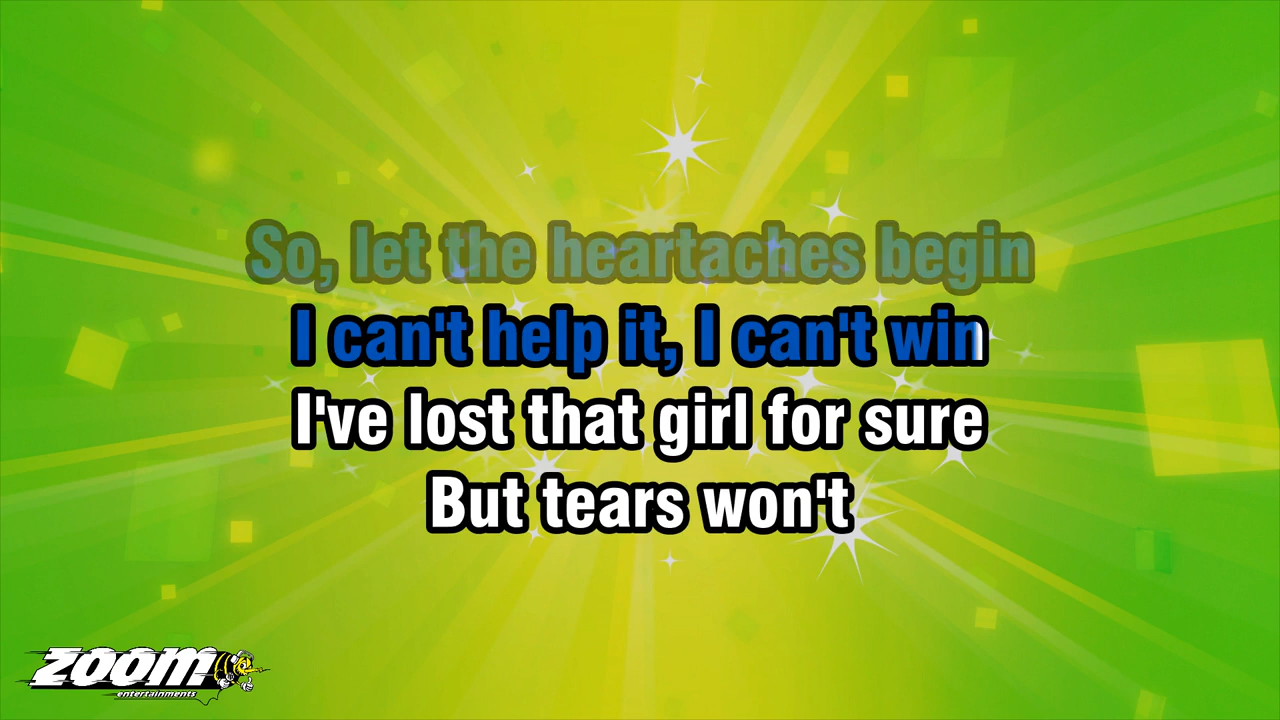 So, let the heartaches begin
I can't help it, I can't win
I've lost that girl for sure
But tears won't
ZOOM
entertainments